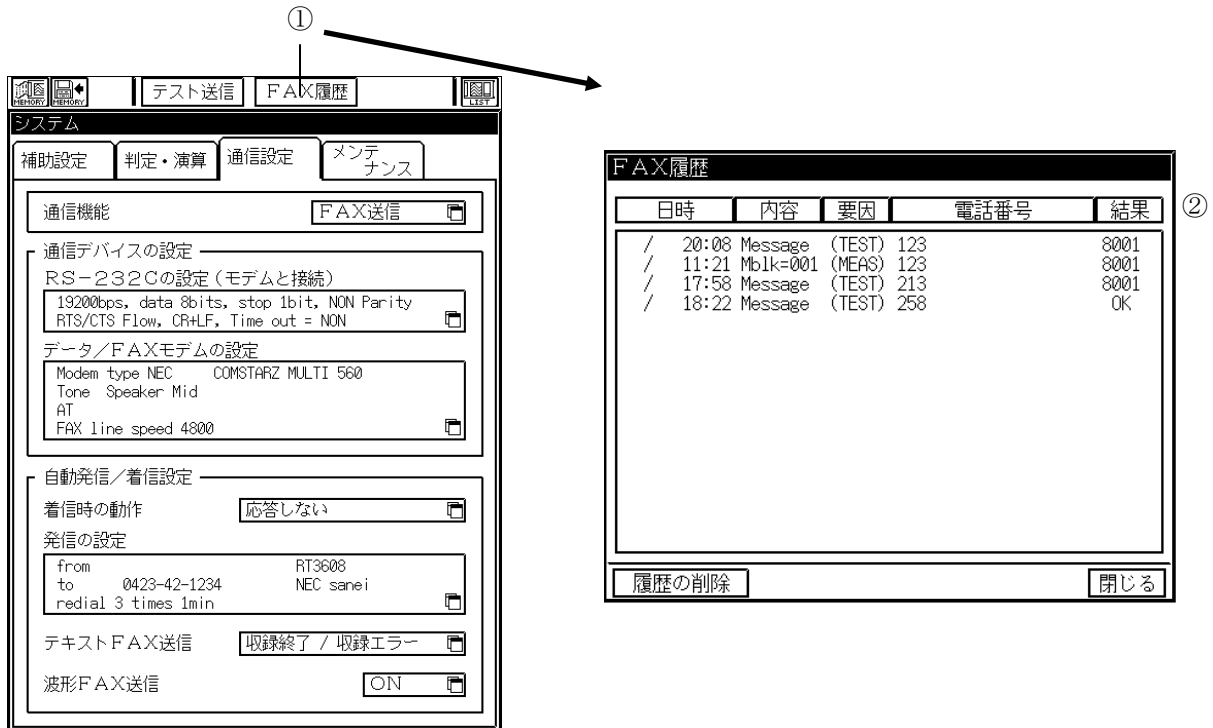 ①
MEMORY MEMORY テスト送信 FAX履歴 LIST
システム
補助設定 判定・演算 通信設定 メンテナンス
通信機能 FAX送信
通信デバイスの設定
RS-232Cの設定(モデムと接続)
19200bps, data 8bits, stop 1bit, NON Parity
RTS/CTS Flow, CR+LF, Time out = NON
データ/FAXモデムの設定
Modem type NEC COMSTARZ MULTI 560
Tone Speaker Mid
AT
FAX line speed 4800
自動発信/着信設定
着信時の動作 応答しない
発信の設定
from RT3608
to 0423-42-1234 NEC sanei
redial 3 times 1min
テキストFAX送信 収録終了 / 収録エラー
波形FAX送信 ON
FAX履歴
日時 内容 要因 電話番号 結果 ②
/ 20:08 Message (TEST) 123 8001
/ 11:21 Mblk=001 (MEAS) 123 8001
/ 17:58 Message (TEST) 213 8001
/ 18:22 Message (TEST) 258 OK
履歴の削除 閉じる